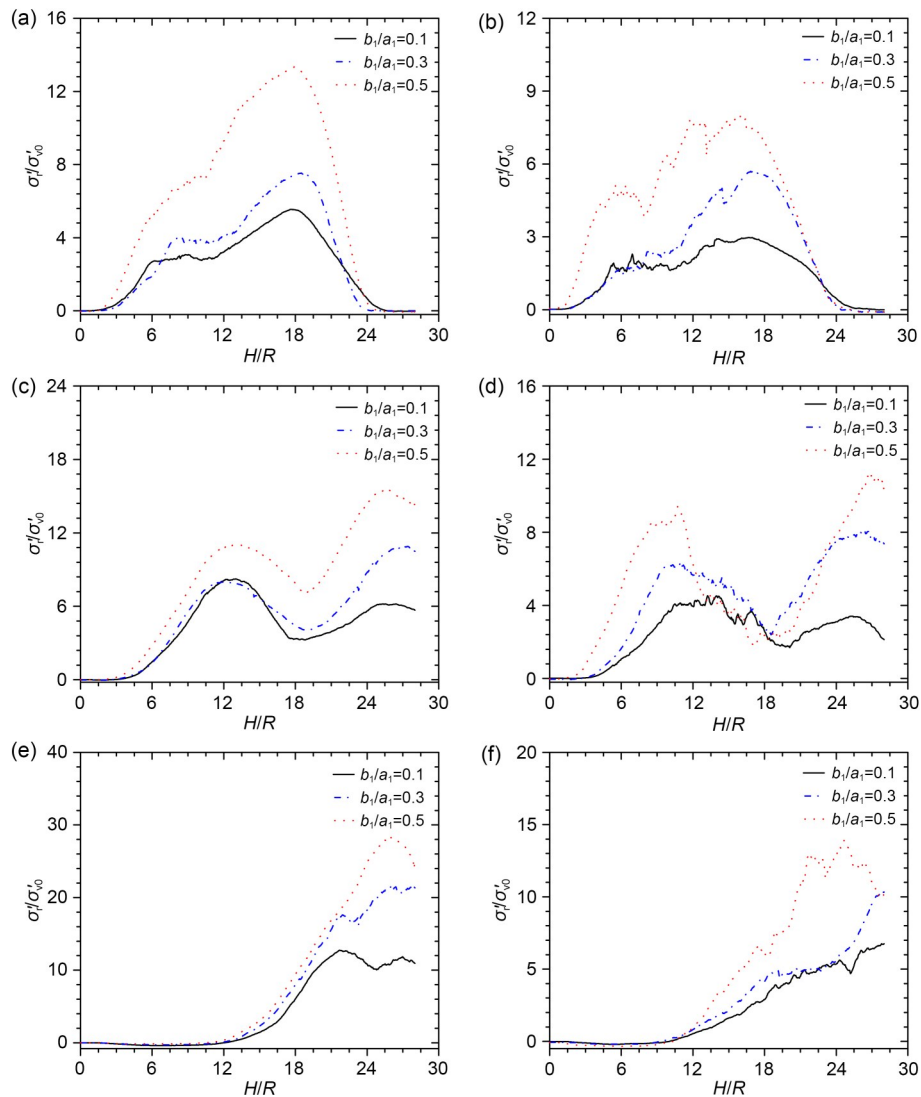 (a)
16
12
8
4
0
σ′r/σ′v0
0 6 12 18 24 30
H/R
b₁/a₁=0.1
b₁/a₁=0.3
b₁/a₁=0.5
(b)
12
9
6
3
0
σ′r/σ′v0
0 6 12 18 24 30
H/R
b₁/a₁=0.1
b₁/a₁=0.3
b₁/a₁=0.5
(c)
24
18
12
6
0
σ′r/σ′v0
0 6 12 18 24 30
H/R
b₁/a₁=0.1
b₁/a₁=0.3
b₁/a₁=0.5
(d)
16
12
8
4
0
σ′r/σ′v0
0 6 12 18 24 30
H/R
b₁/a₁=0.1
b₁/a₁=0.3
b₁/a₁=0.5
(e)
40
30
20
10
0
σ′r/σ′v0
0 6 12 18 24 30
H/R
b₁/a₁=0.1
b₁/a₁=0.3
b₁/a₁=0.5
(f)
20
15
10
5
0
σ′r/σ′v0
0 6 12 18 24 30
H/R
b₁/a₁=0.1
b₁/a₁=0.3
b₁/a₁=0.5